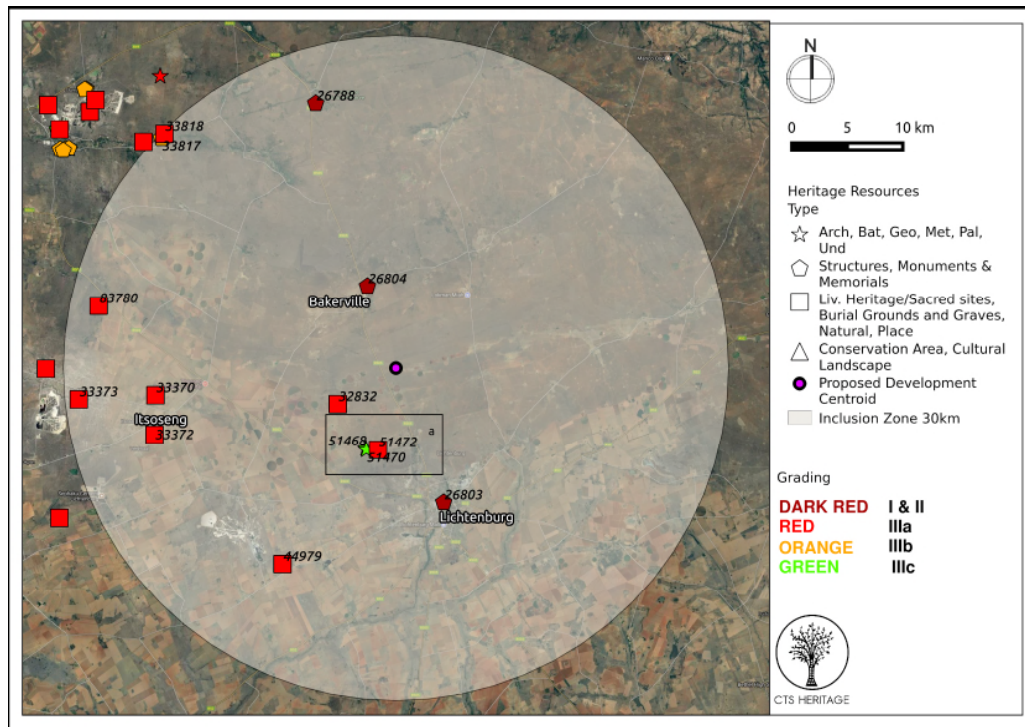 26788
33818
33817
26804
Bakerville
03780
33370
33373
32832
Itsoseng
33372
a
51468
51472
51470
26803
Lichtenburg
44979
N
0 5 10 km
Heritage Resources
Type
Arch, Bat, Geo, Met, Pal,
Und
Structures, Monuments &
Memorials
Liv. Heritage/Sacred sites,
Burial Grounds and Graves,
Natural, Place
Conservation Area, Cultural
Landscape
Proposed Development
Centroid
Inclusion Zone 30km
Grading
DARK RED I & II
RED IIIa
ORANGE IIIb
GREEN IIIc
CTS HERITAGE